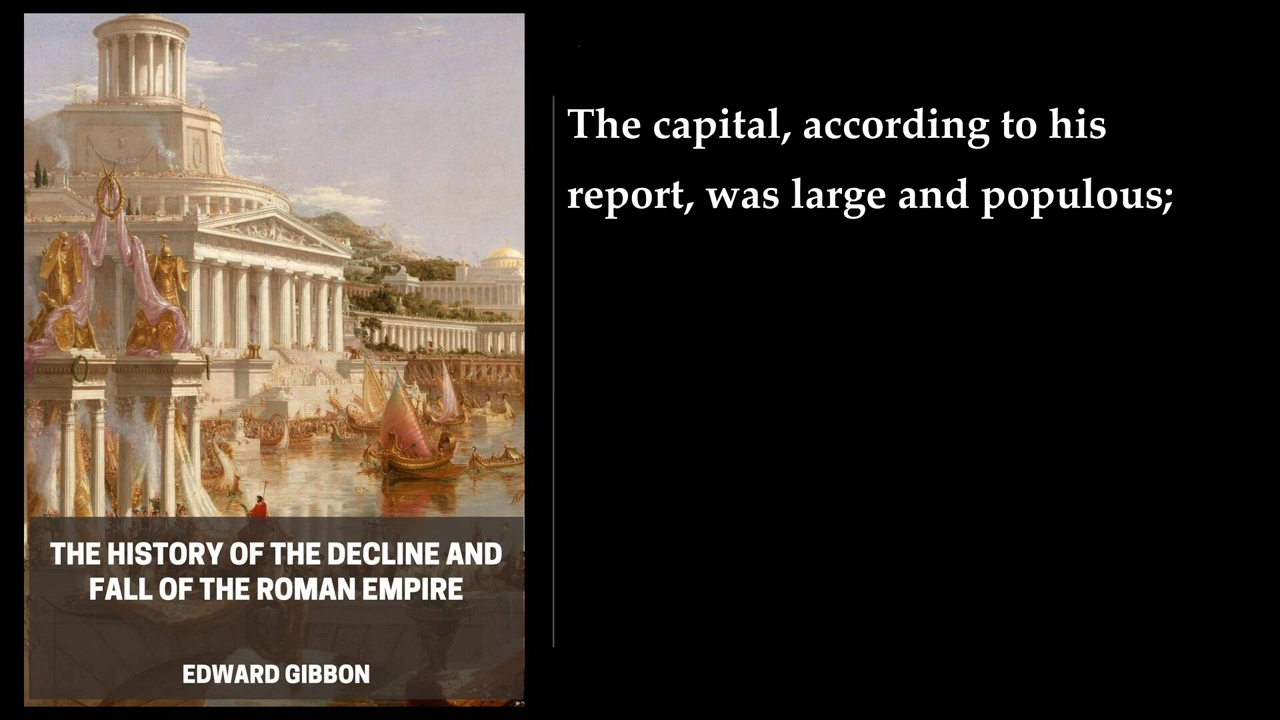 The capital, according to his
report, was large and populous;
THE HISTORY OF THE DECLINE AND
FALL OF THE ROMAN EMPIRE
EDWARD GIBBON